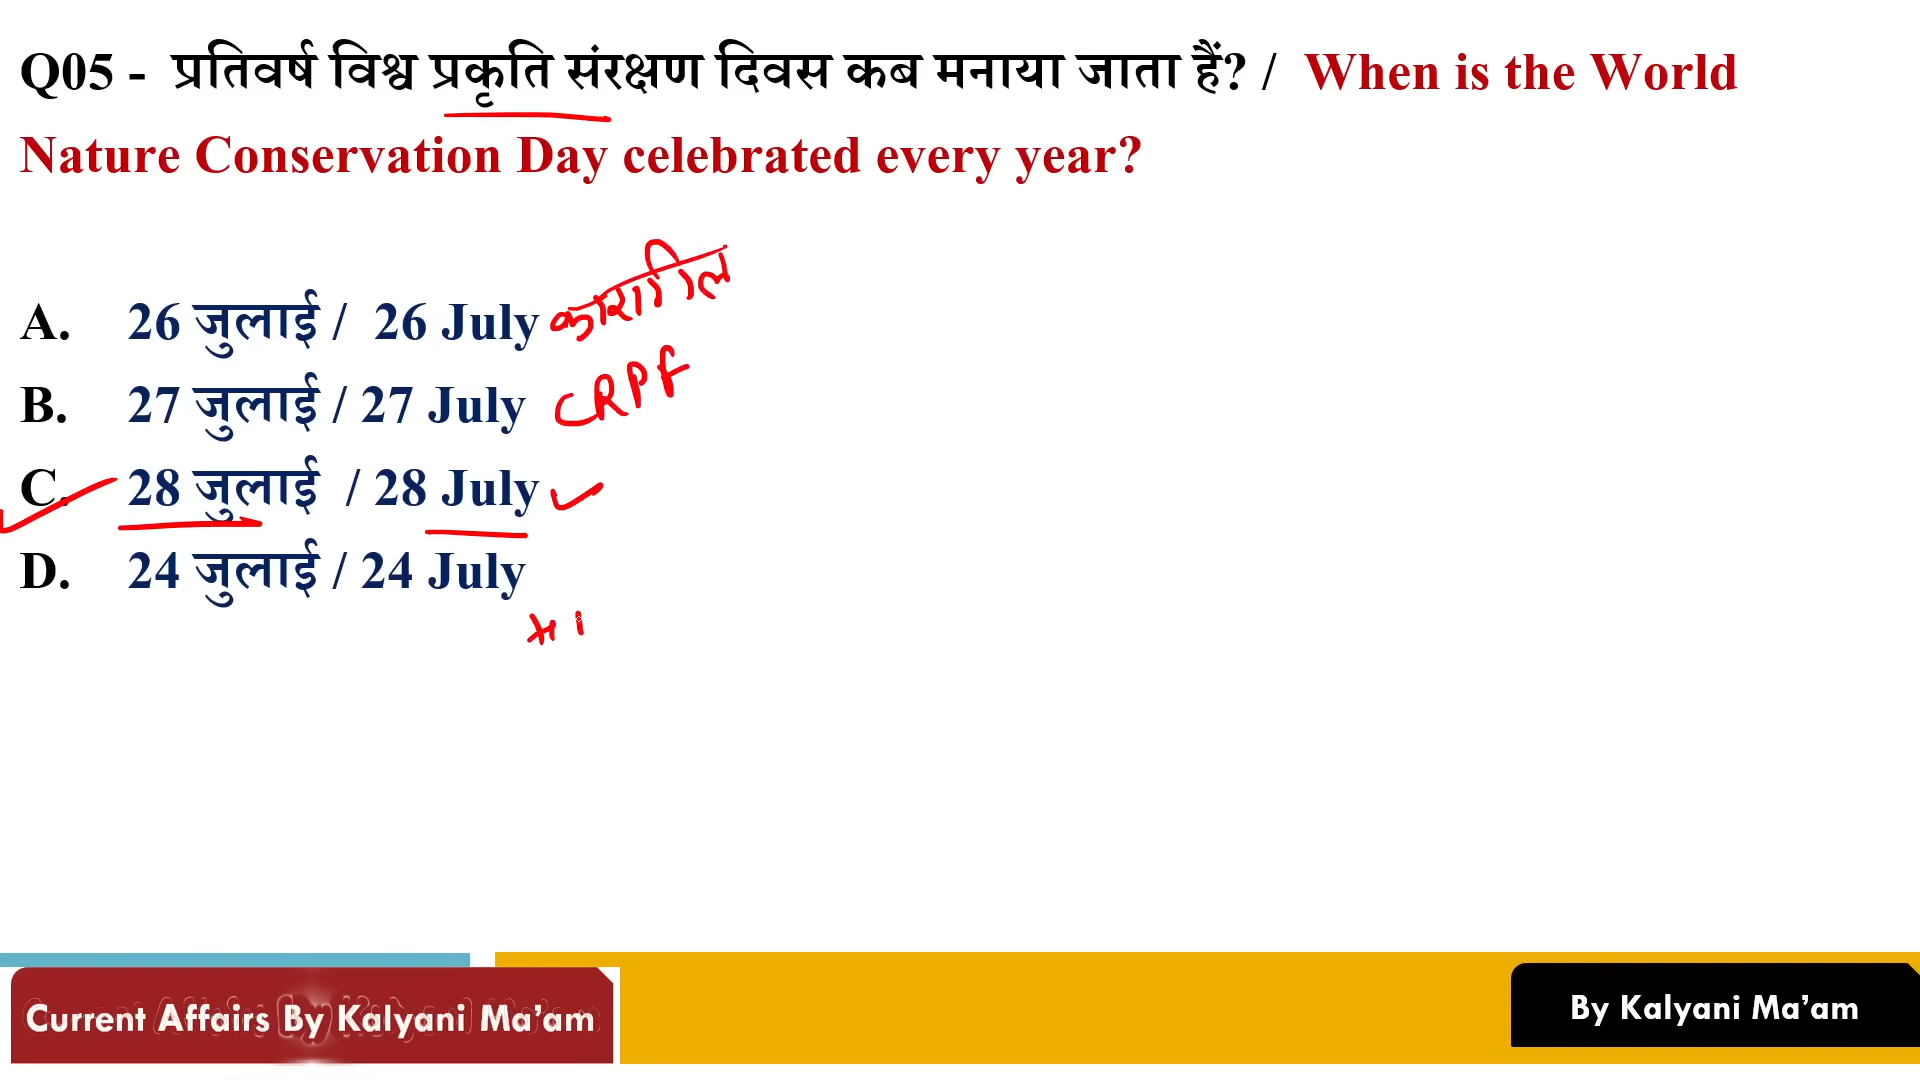 Q05 - प्रतिवर्ष विश्व प्रकृति संरक्षण दिवस कब मनाया जाता हैं? / When is the World
Nature Conservation Day celebrated every year?
A. 26 जुलाई / 26 July
B. 27 जुलाई / 27 July CRPF
C. 28 जुलाई / 28 July
D. 24 जुलाई / 24 July
Current Affairs By Kalyani Ma’am
By Kalyani Ma’am